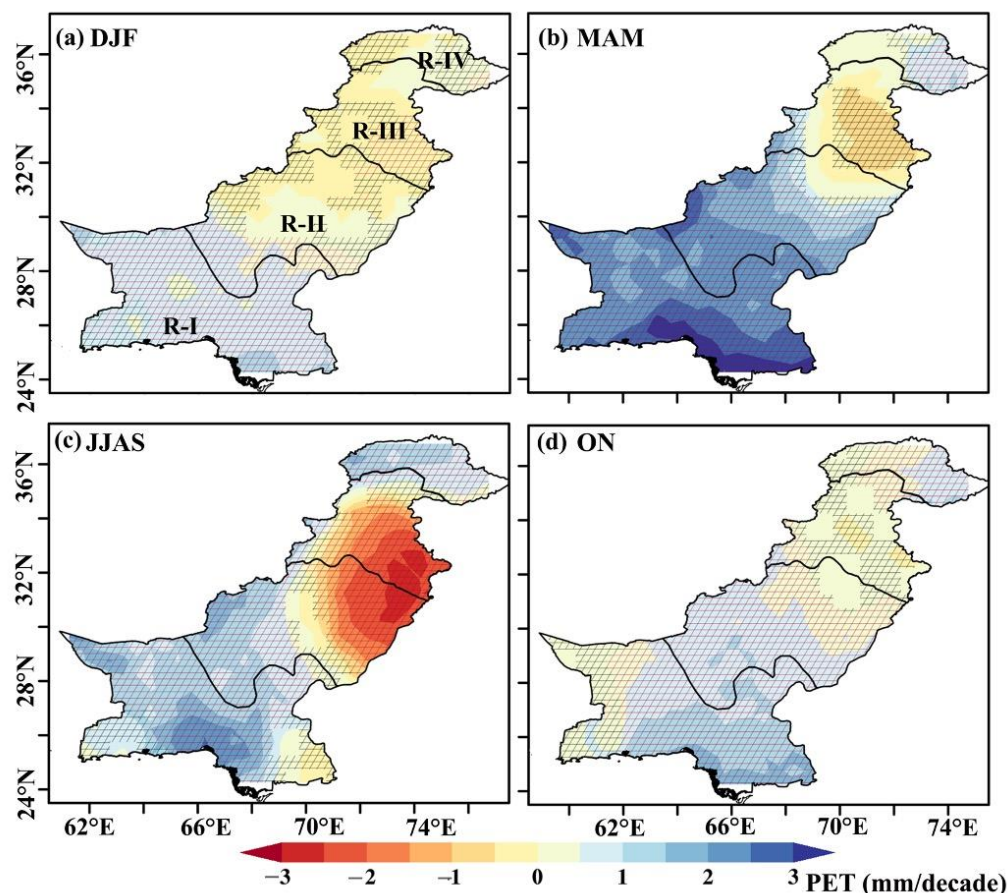 (a) DJF
R-IV
R-III
R-II
R-I
36°N
32°N
28°N
24°N
(b) MAM
(c) JJAS
36°N
32°N
28°N
24°N
62°E 66°E 70°E 74°E
(d) ON
62°E 66°E 70°E 74°E
−3 −2 −1 0 1 2 3 PET (mm/decade)